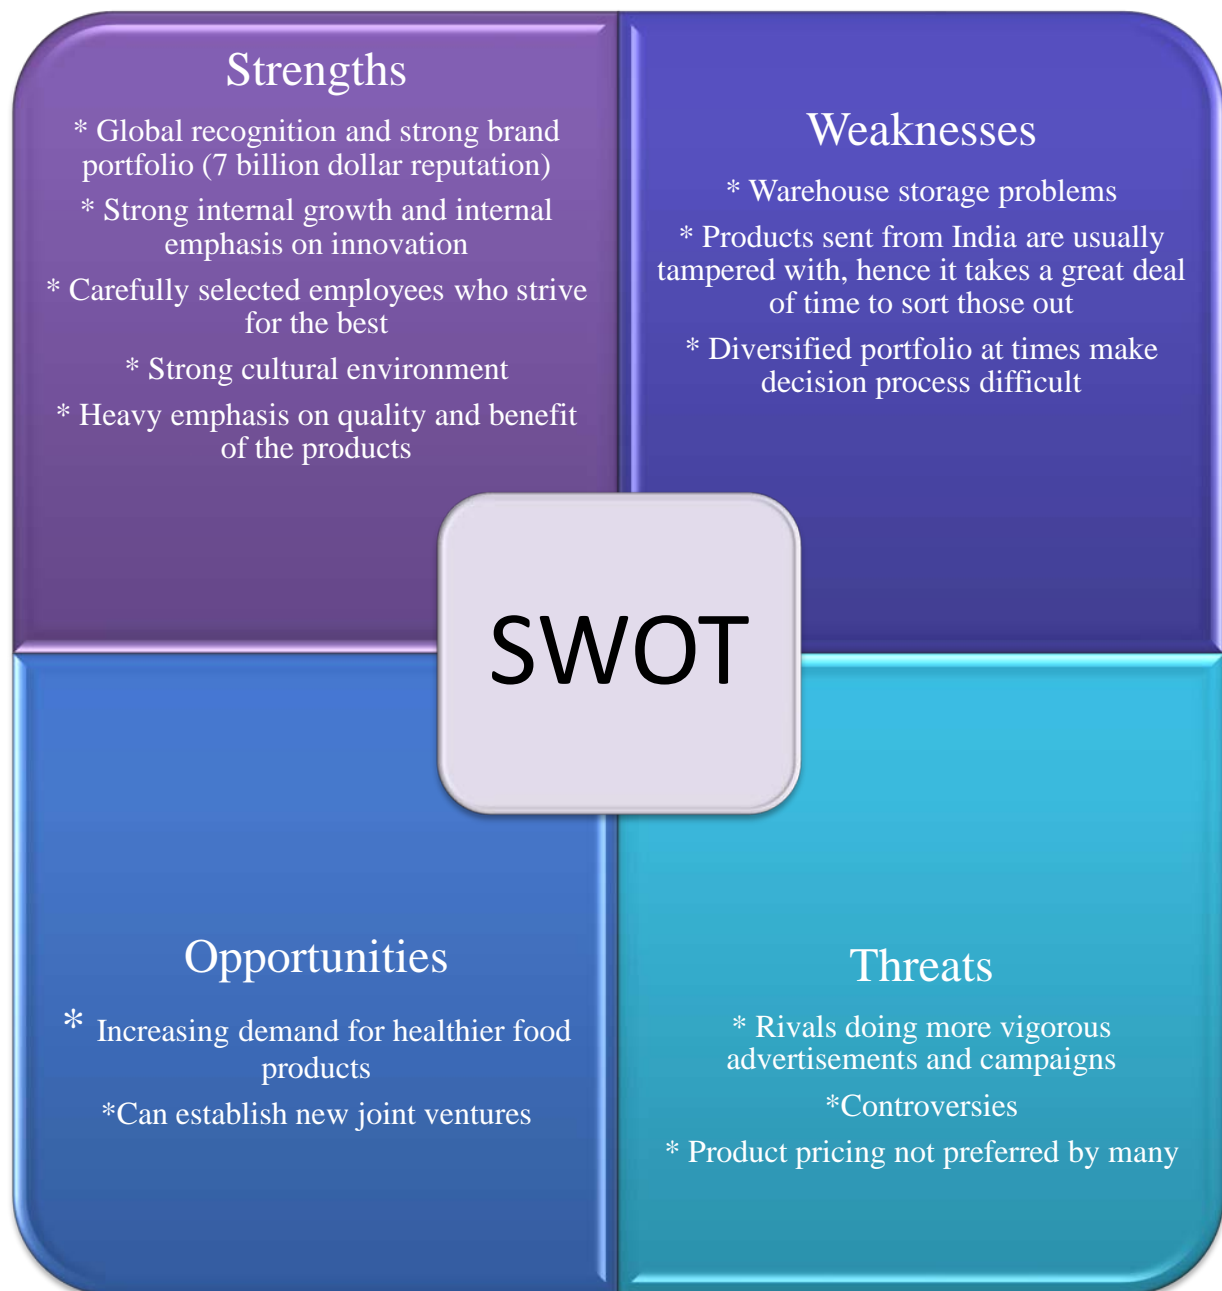 Strengths
* Global recognition and strong brand
portfolio (7 billion dollar reputation)
* Strong internal growth and internal
emphasis on innovation
* Carefully selected employees who strive
for the best
* Strong cultural environment
* Heavy emphasis on quality and benefit
of the products
Weaknesses
* Warehouse storage problems
* Products sent from India are usually
tampered with, hence it takes a great deal
of time to sort those out
* Diversified portfolio at times make
decision process difficult
SWOT
Opportunities
* Increasing demand for healthier food
products
*Can establish new joint ventures
Threats
* Rivals doing more vigorous
advertisements and campaigns
*Controversies
* Product pricing not preferred by many